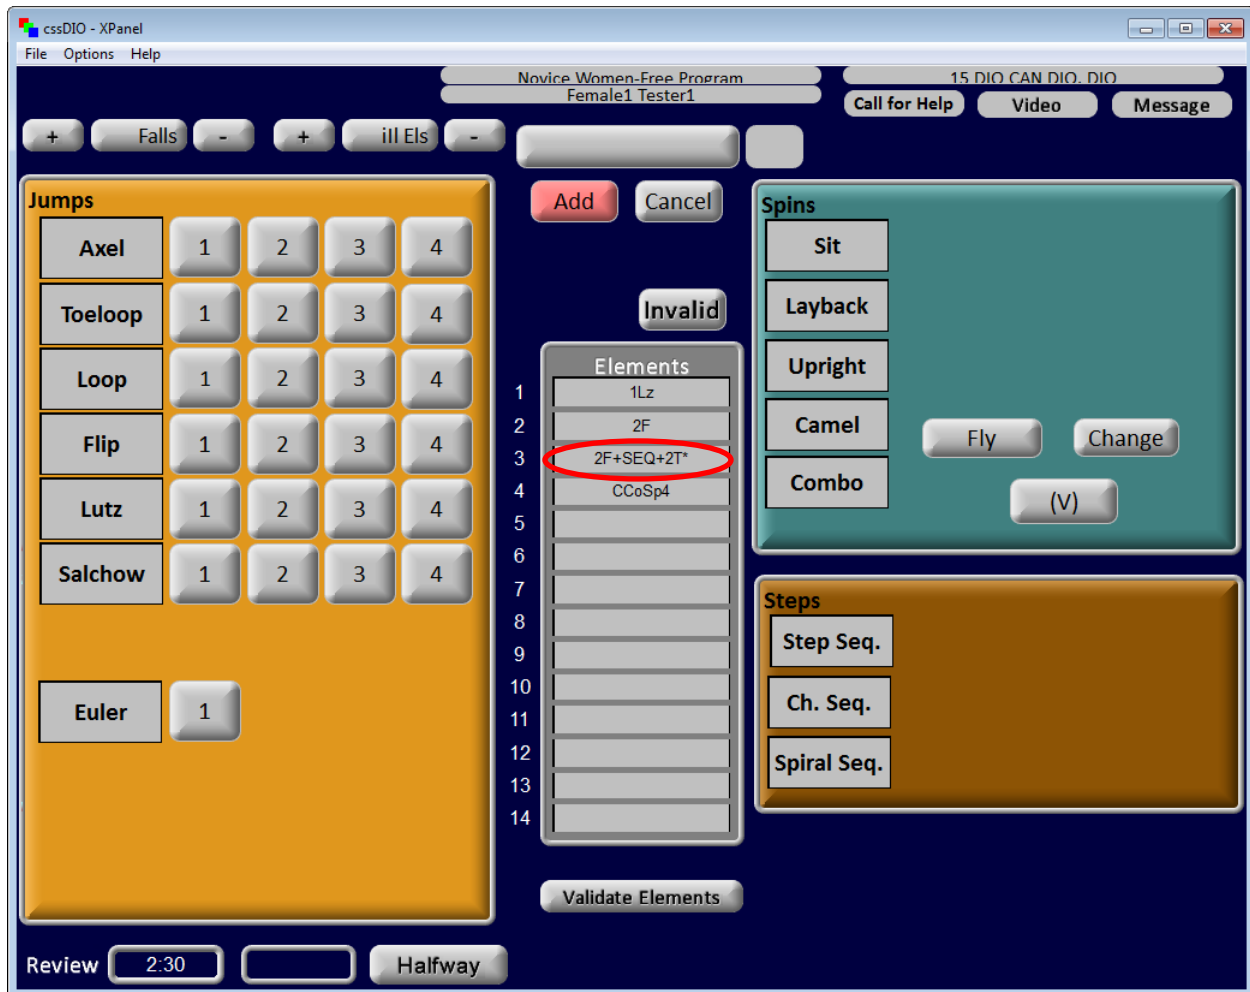 cssDIO - XPanel
File Options Help
Novice Women-Free Program
Female1 Tester1
15 DIO CAN DIO, DIO
Call for Help Video Message
+ Falls - + ill Els -
Add Cancel
Invalid
Jumps
Axel 1 2 3 4
Toeloop 1 2 3 4
Loop 1 2 3 4
Flip 1 2 3 4
Lutz 1 2 3 4
Salchow 1 2 3 4
Euler 1
Elements
1 1Lz
2 2F
3 2F+SEQ+2T*
4 CCoSp4
5
6
7
8
9
10
11
12
13
14
Validate Elements
Spins
Sit
Layback
Upright
Camel
Combo
Fly Change
(V)
Steps
Step Seq.
Ch. Seq.
Spiral Seq.
Review 2:30 Halfway